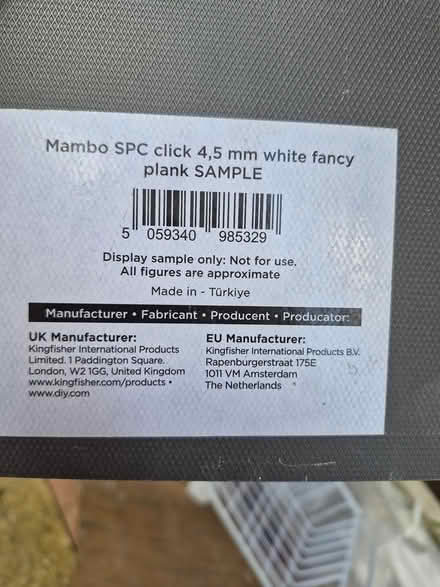 Mambo SPC click 4,5 mm white fancy
plank SAMPLE
5 059340 985329
Display sample only: Not for use.
All figures are approximate
Made in - Türkiye
Manufacturer • Fabricant • Producent • Producator:
UK Manufacturer:
Kingfisher International Products
Limited. 1 Paddington Square.
London, W2 1GG, United Kingdom
www.kingfisher.com/products •
www.diy.com
EU Manufacturer:
Kingfisher International Products B.V.
Rapenburgerstraat 175E
1011 VM Amsterdam
The Netherlands